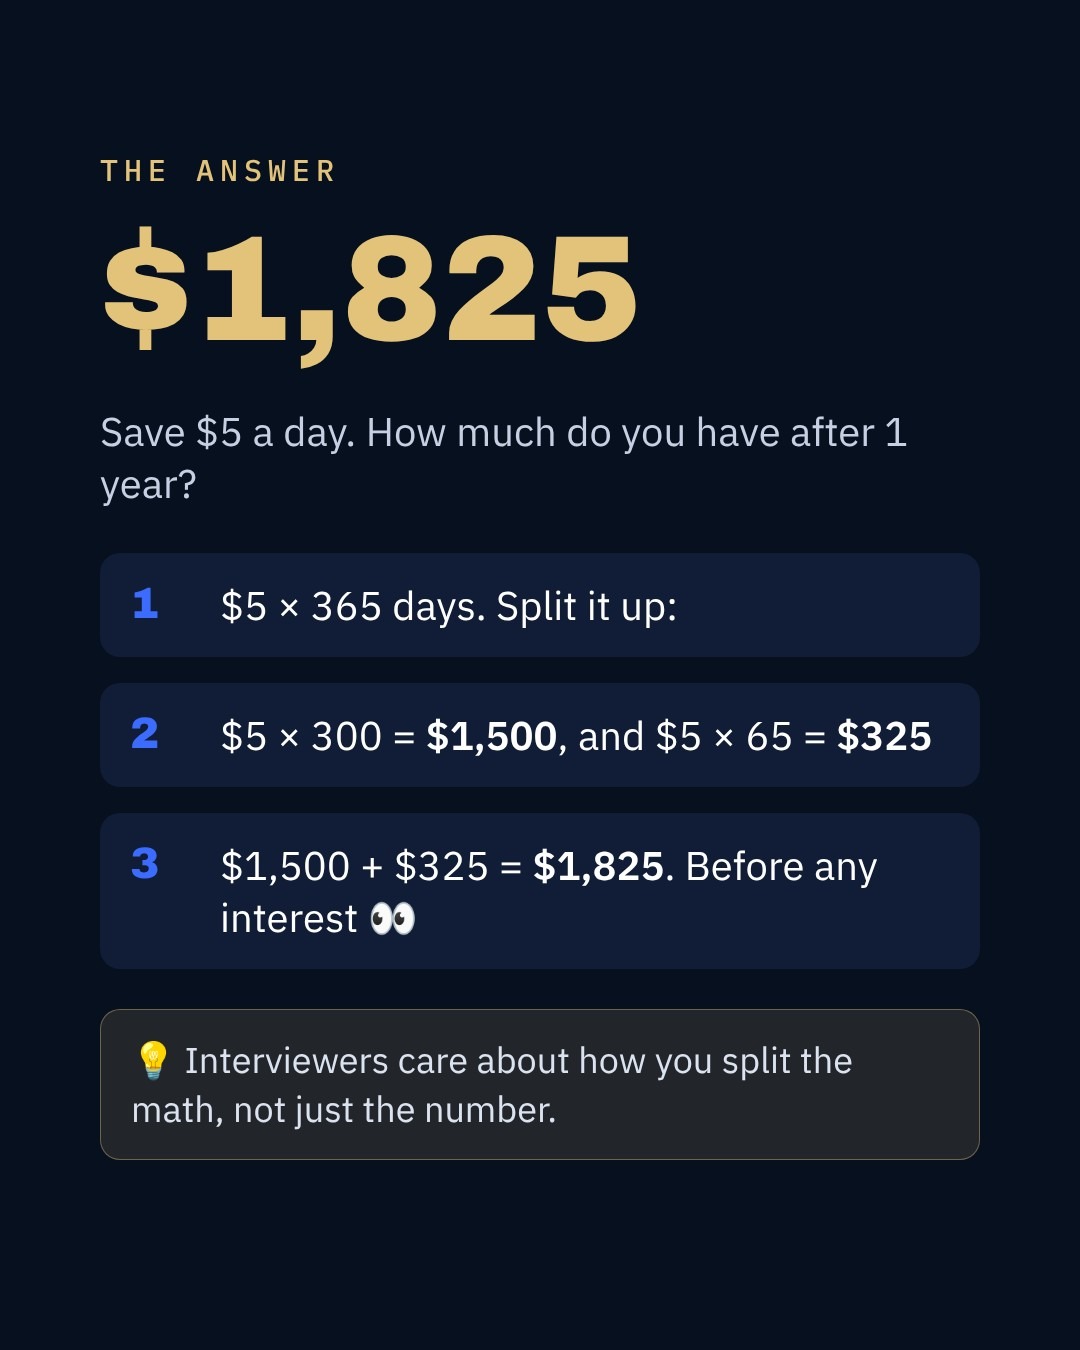 THE ANSWER
$1,825
Save $5 a day. How much do you have after 1
year?
1 $5 × 365 days. Split it up:
2 $5 × 300 = $1,500, and $5 × 65 = $325
3 $1,500 + $325 = $1,825. Before any
interest 👀
💡 Interviewers care about how you split the
math, not just the number.